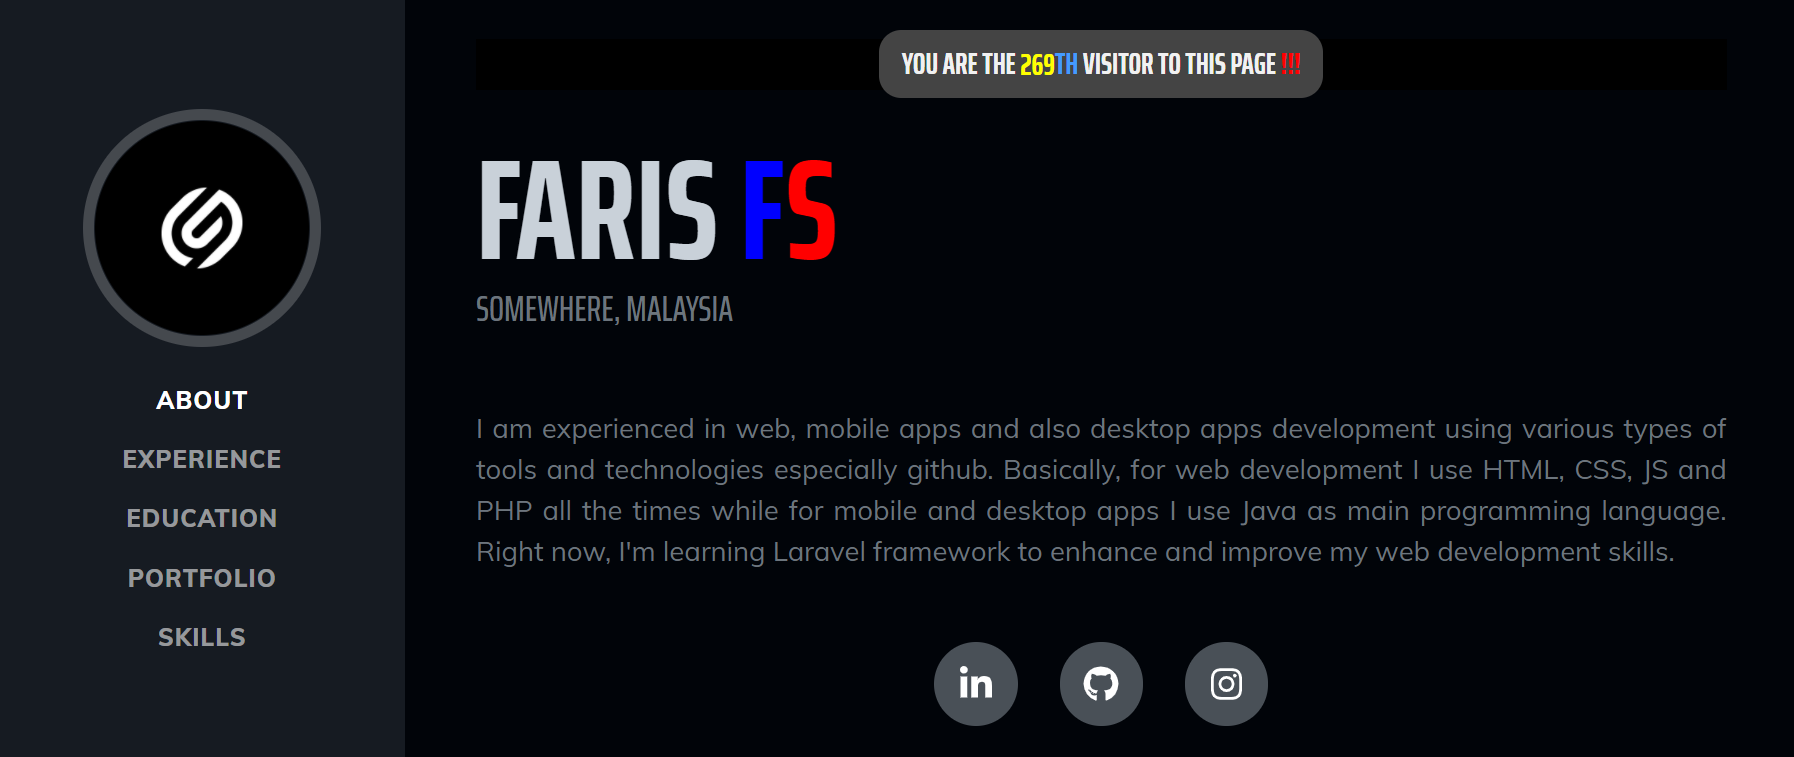 YOU ARE THE 269TH VISITOR TO THIS PAGE !!!
FARIS FS
SOMEWHERE, MALAYSIA
ABOUT
EXPERIENCE
EDUCATION
PORTFOLIO
SKILLS
I am experienced in web, mobile apps and also desktop apps development using various types of
tools and technologies especially github. Basically, for web development I use HTML, CSS, JS and
PHP all the times while for mobile and desktop apps I use Java as main programming language.
Right now, I'm learning Laravel framework to enhance and improve my web development skills.
in